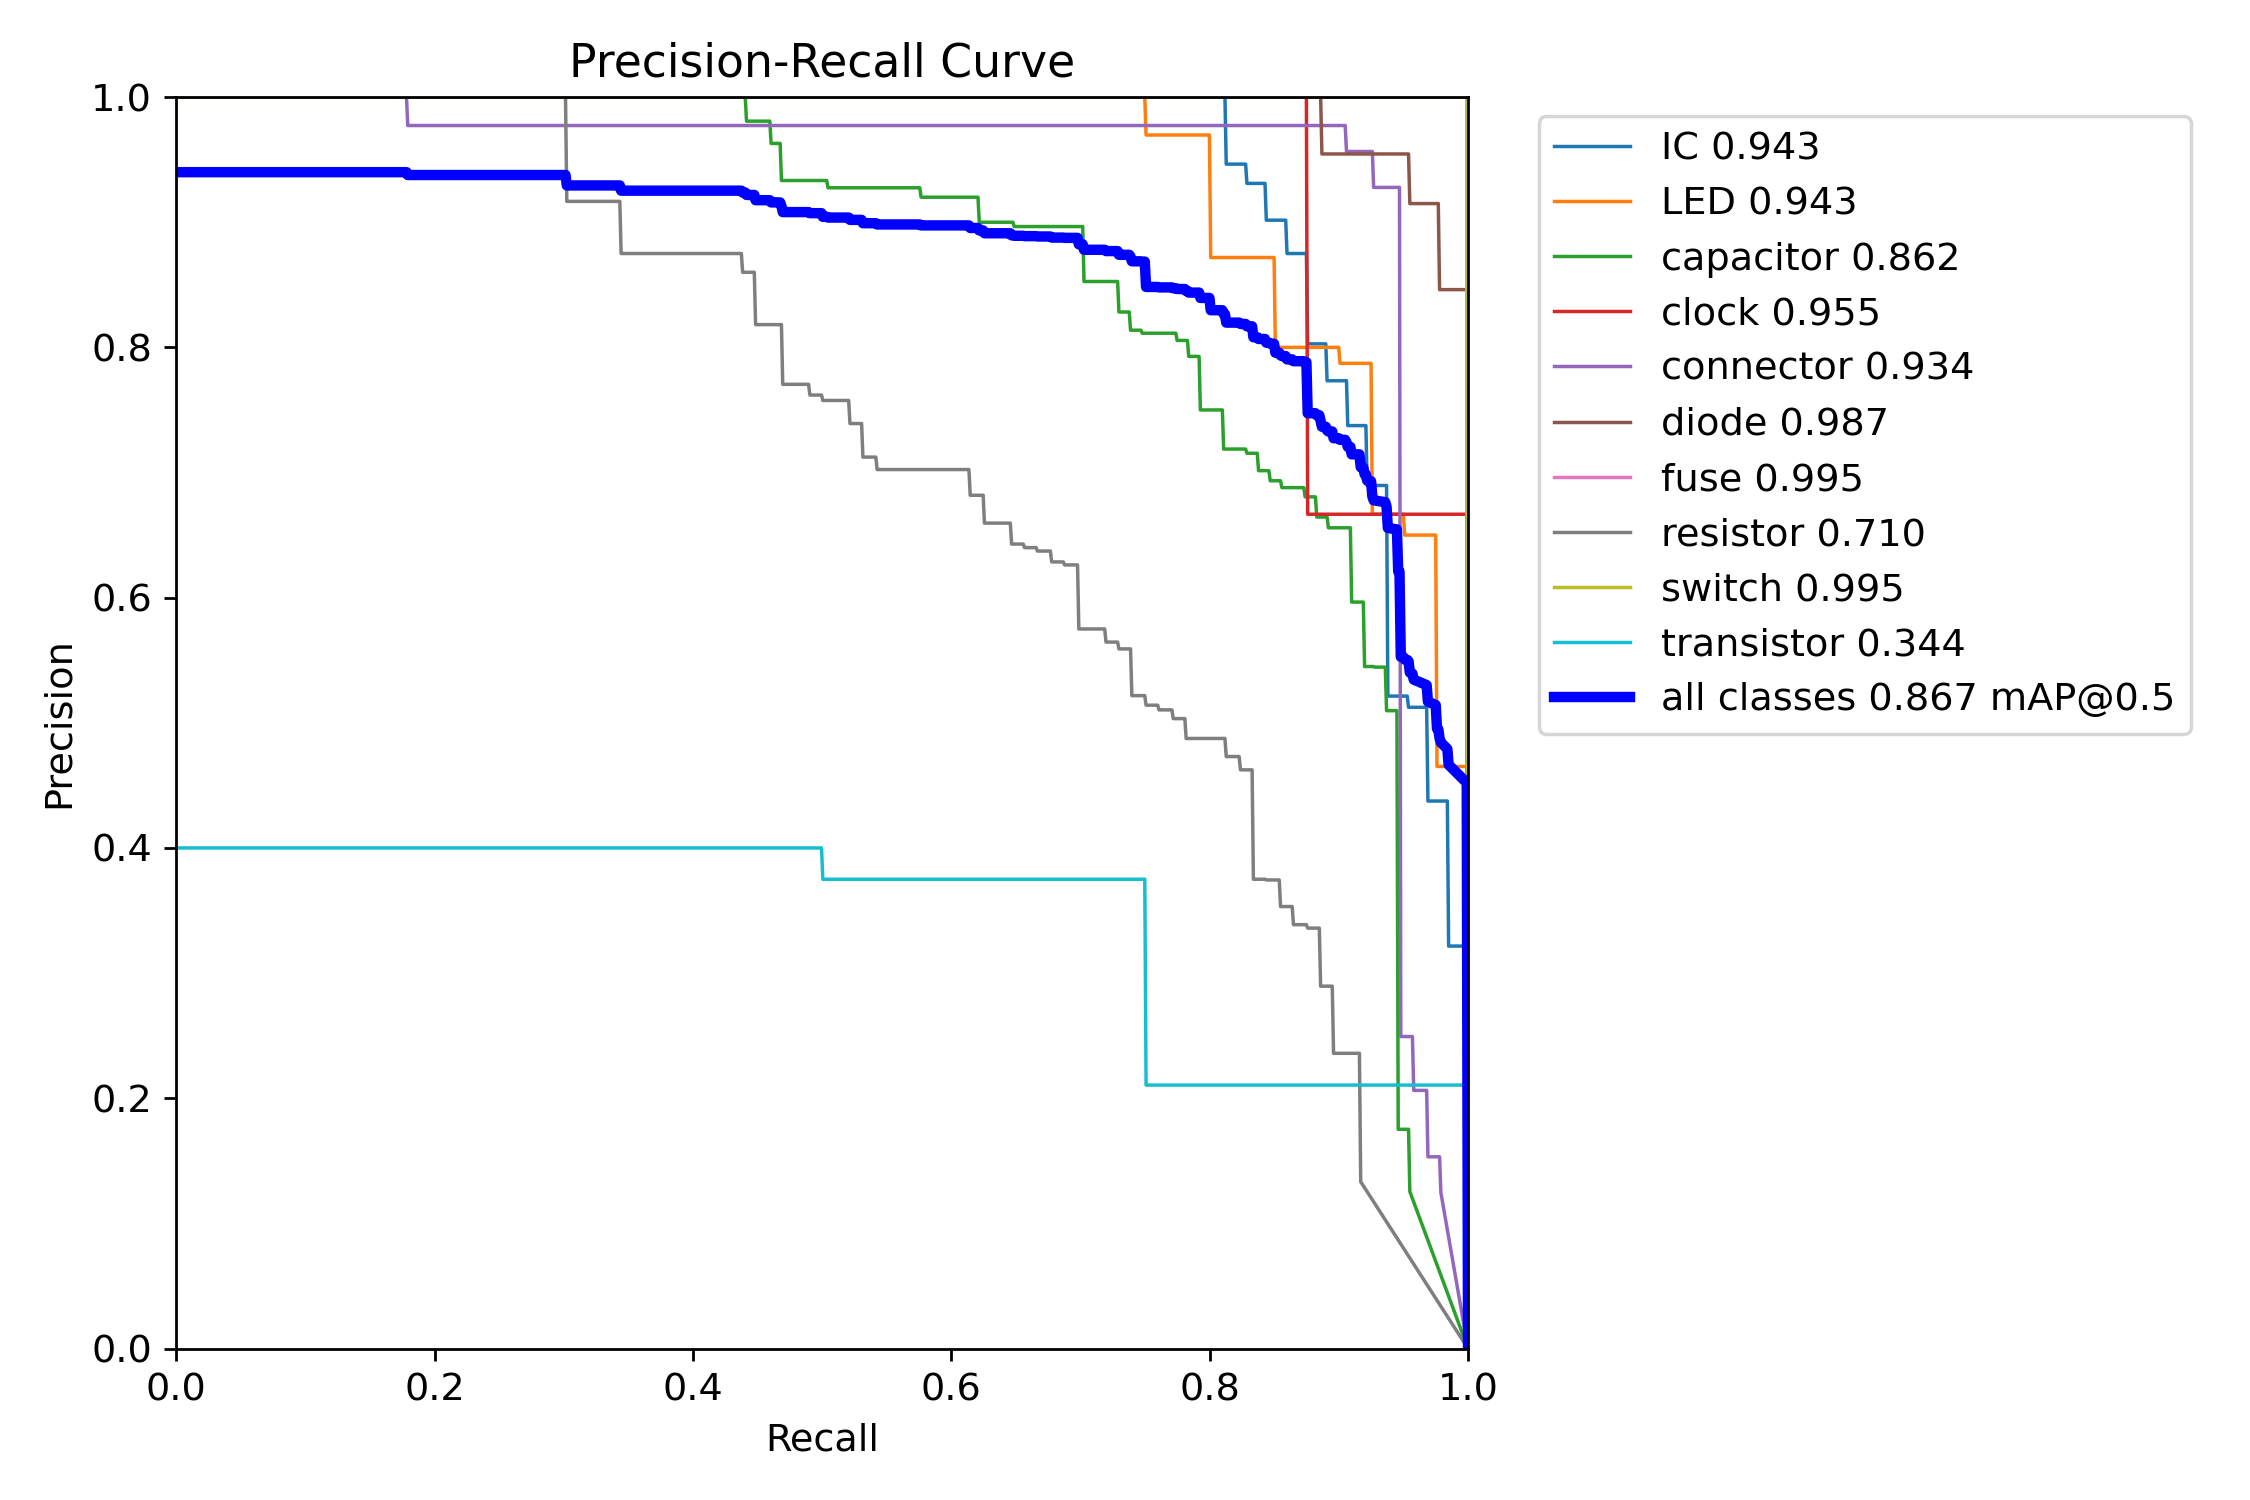 Precision-Recall Curve
1.0
0.8
0.6
0.4
0.2
0.0
Precision
0.0 0.2 0.4 0.6 0.8 1.0
Recall
IC 0.943
LED 0.943
capacitor 0.862
clock 0.955
connector 0.934
diode 0.987
fuse 0.995
resistor 0.710
switch 0.995
transistor 0.344
all classes 0.867 mAP@0.5